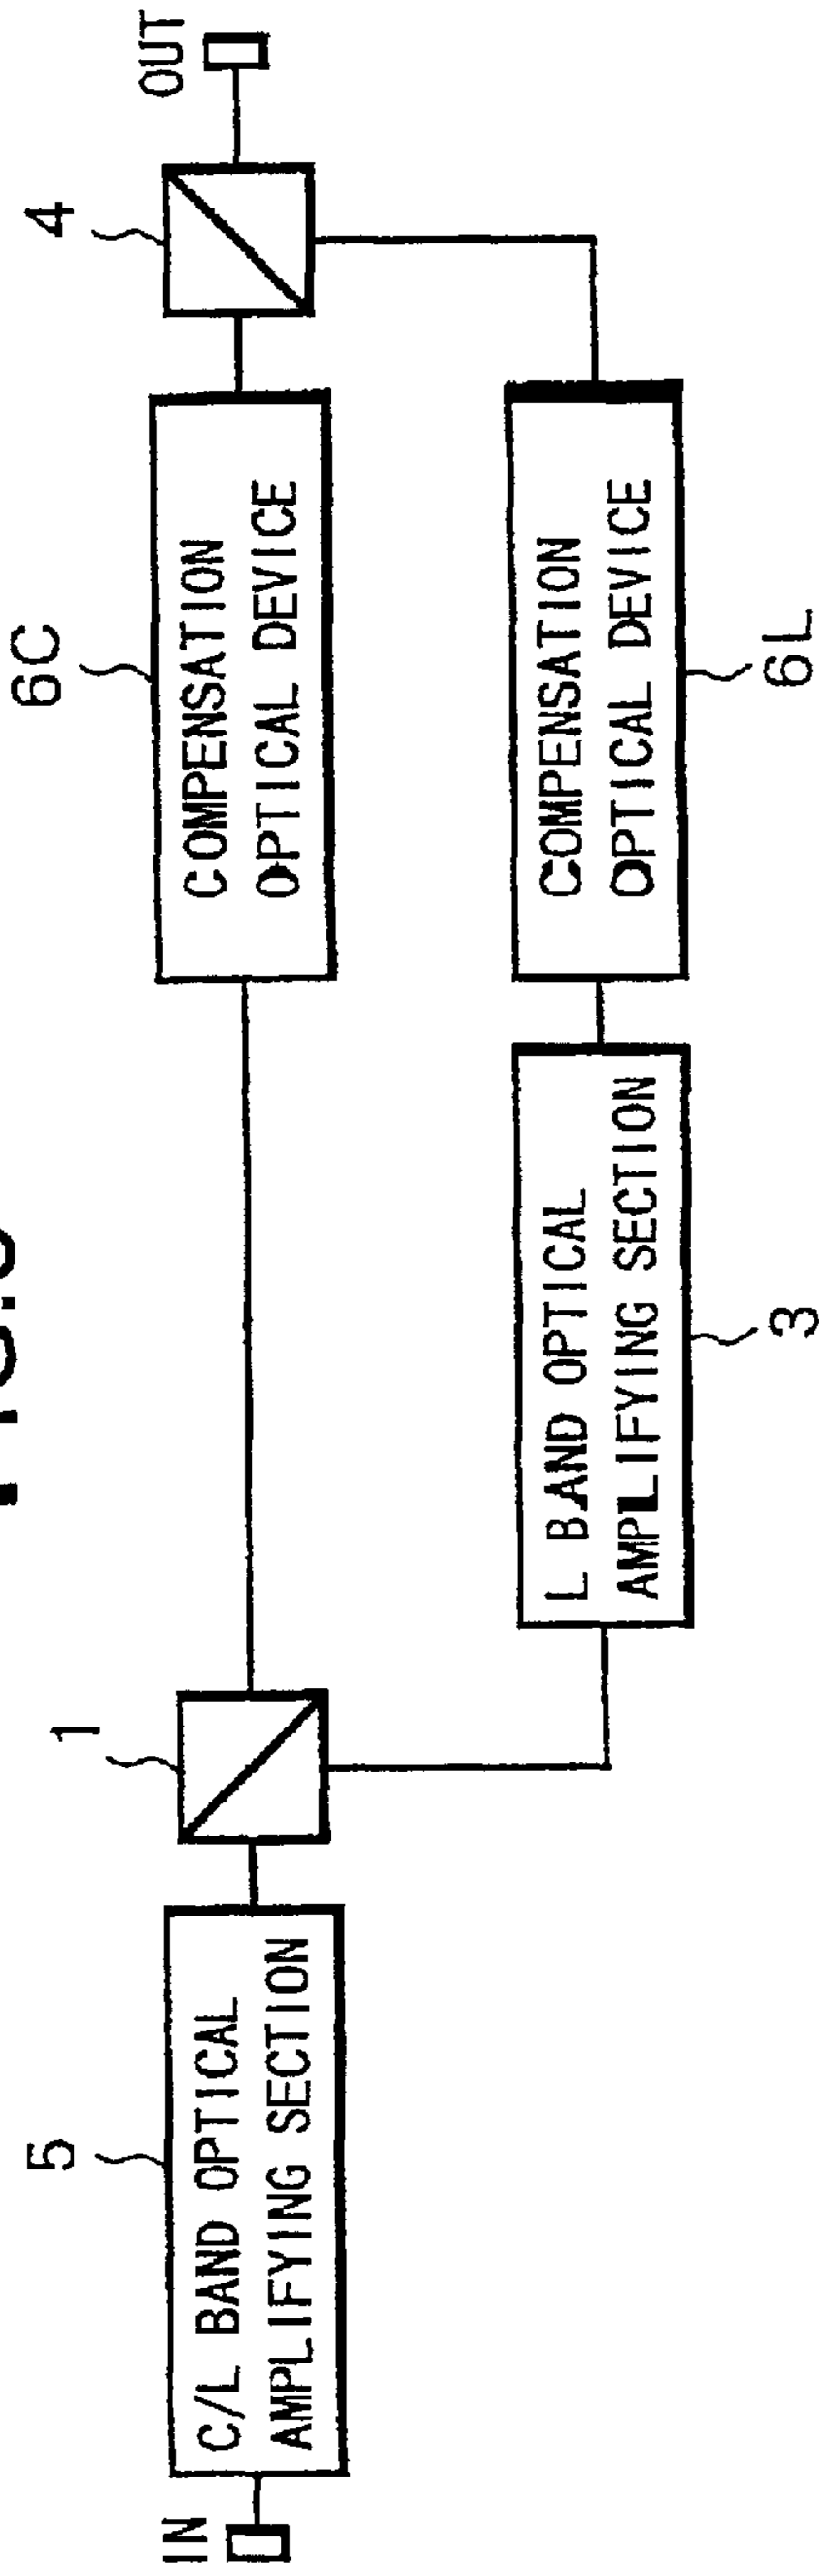 IN
5
C/L BAND OPTICAL
AMPLIFYING SECTION
1
L BAND OPTICAL
AMPLIFYING SECTION
3
6C
COMPENSATION
OPTICAL DEVICE
COMPENSATION
OPTICAL DEVICE
6L
4
OUT